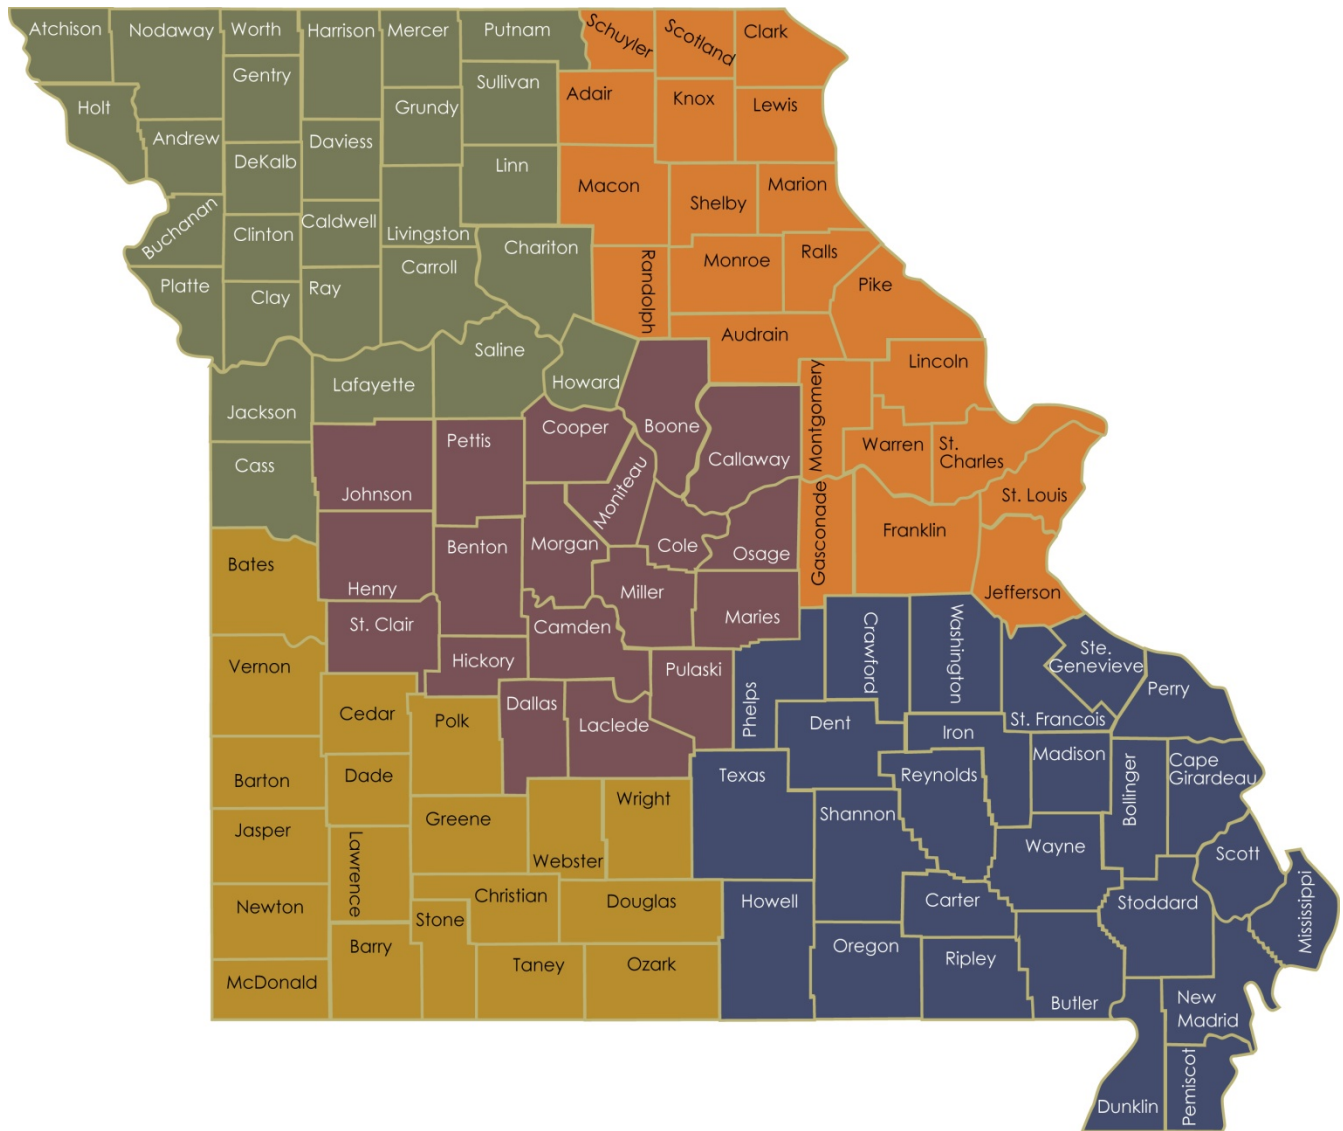 Atchison
Nodaway
Worth
Harrison
Mercer
Putnam
Schuyler
Scotland
Clark
Gentry
Sullivan
Adair
Knox
Lewis
Holt
Grundy
Andrew
Daviess
DeKalb
Linn
Macon
Shelby
Marion
Buchanan
Clinton
Caldwell
Livingston
Chariton
Randolph
Monroe
Ralls
Platte
Clay
Ray
Carroll
Pike
Audrain
Saline
Howard
Lafayette
Jackson
Lincoln
Montgomery
Cass
Johnson
Pettis
Cooper
Boone
Callaway
Warren
St.
Charles
St. Louis
Moniteau
Gasconade
Franklin
Bates
Henry
Benton
Morgan
Cole
Osage
Jefferson
Miller
Maries
St. Clair
Camden
Crawford
Washington
Ste.
Genevieve
Vernon
Hickory
Pulaski
Phelps
Perry
Cedar
Polk
Dallas
Laclede
Dent
St. Francois
Iron
Madison
Bollinger
Cape
Girardeau
Barton
Dade
Texas
Reynolds
Jasper
Lawrence
Greene
Webster
Wright
Shannon
Wayne
Scott
Mississippi
Newton
Christian
Douglas
Howell
Carter
Stoddard
Stone
Barry
Taney
Ozark
Oregon
Ripley
Butler
McDonald
New
Madrid
Dunklin
Pemiscot